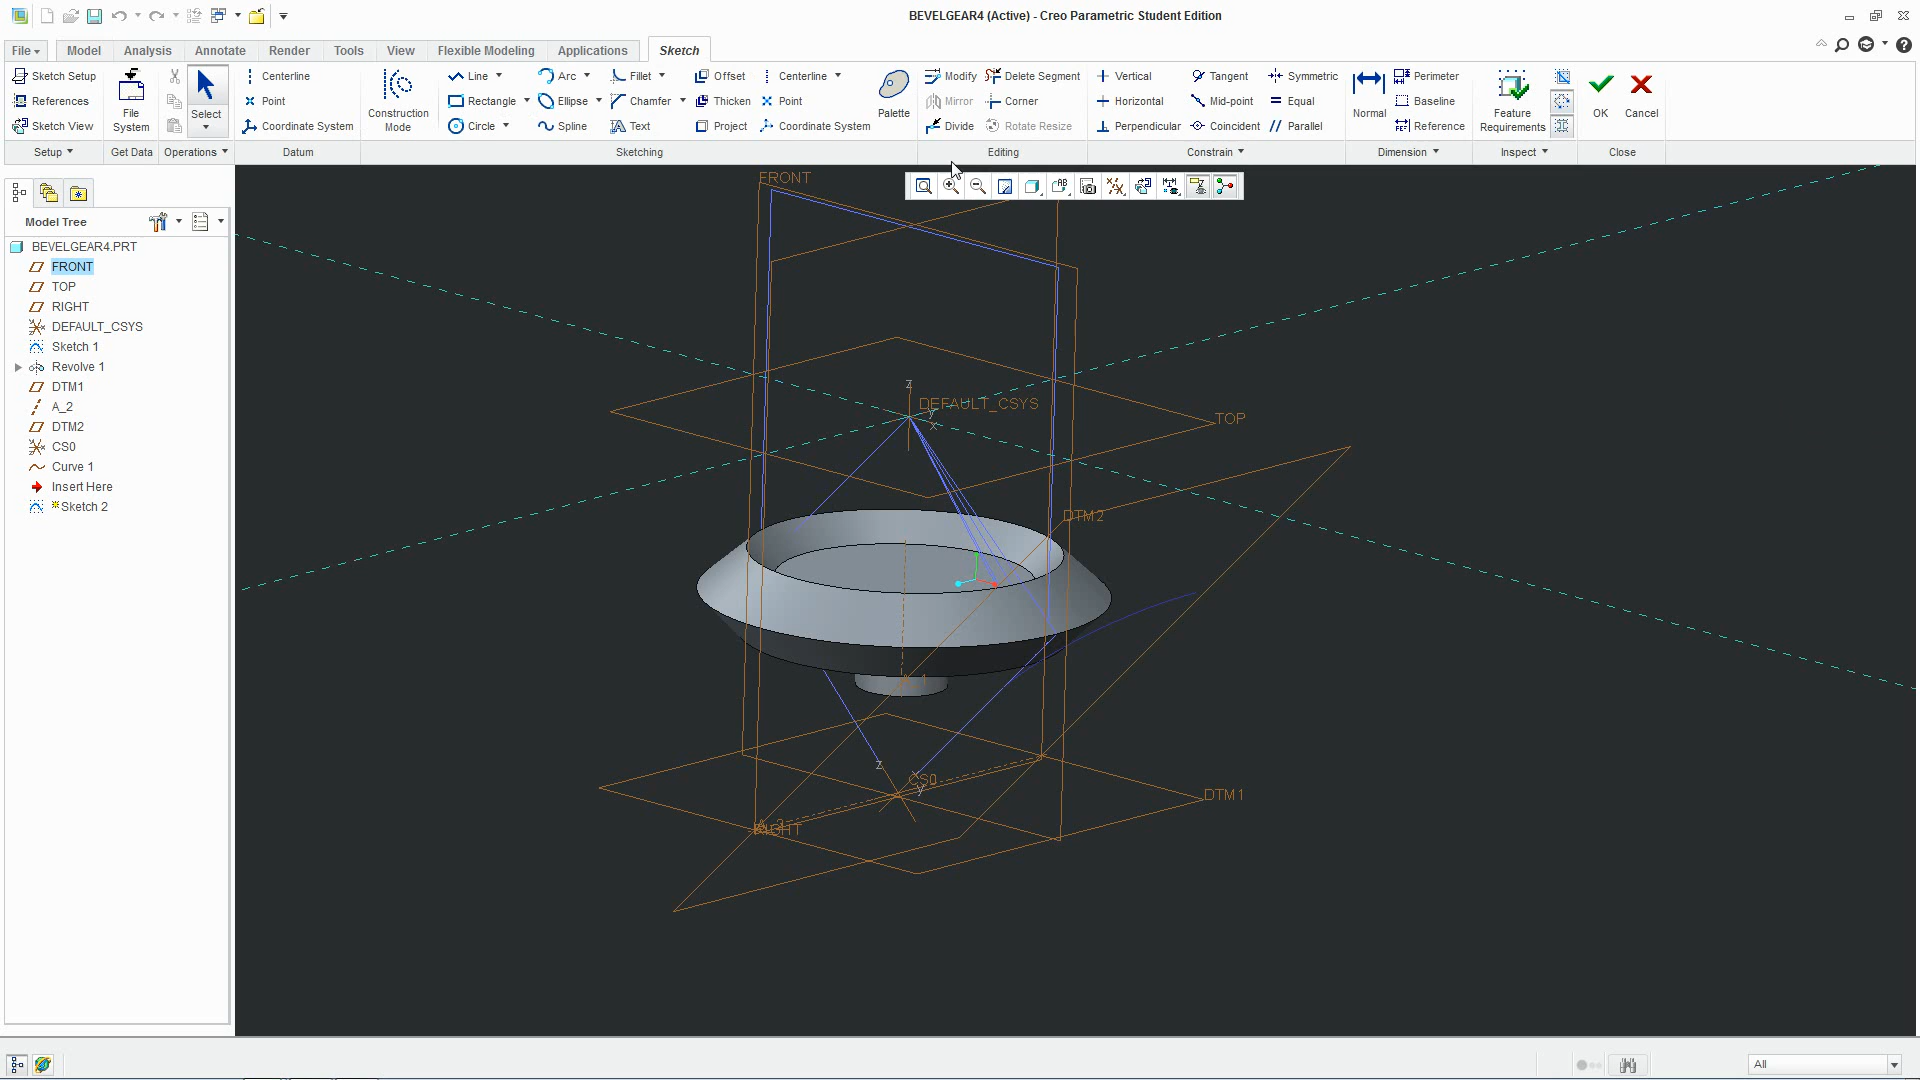 BEVELGEAR4 (Active) - Creo Parametric Student Edition
File Model Analysis Annotate Render Tools View Flexible Modeling Applications Sketch
Sketch Setup
References
Sketch View
Setup
File System
Get Data
Select
Operations
Centerline
Point
Coordinate System
Datum
Construction Mode
Line
Rectangle
Circle
Arc
Ellipse
Spline
Fillet
Chamfer
Text
Offset
Thicken
Project
Centerline
Point
Coordinate System
Palette
Sketching
Modify
Mirror
Divide
Delete Segment
Corner
Rotate Resize
Editing
Vertical
Horizontal
Perpendicular
Tangent
Mid-point
Coincident
Symmetric
Equal
Parallel
Constrain
Normal
Perimeter
Baseline
Reference
Dimension
Feature Requirements
Inspect
OK
Cancel
Close
Model Tree
BEVELGEAR4.PRT
FRONT
TOP
RIGHT
DEFAULT_CSYS
Sketch 1
Revolve 1
DTM1
A_2
DTM2
CS0
Curve 1
Insert Here
Sketch 2
FRONT
z
DEFAULT_CSYS
y
x
TOP
DTM2
z
x
CS0
y
DTM1
RIGHT
All